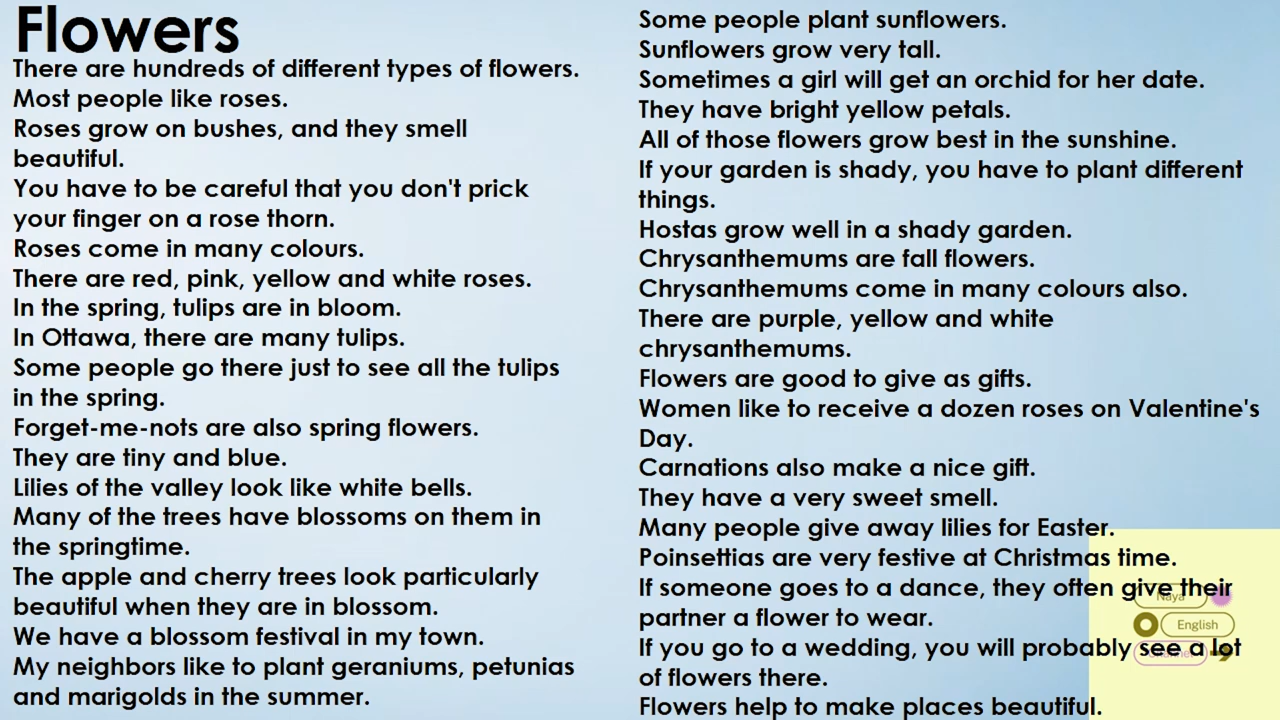 Flowers
There are hundreds of different types of flowers.
Most people like roses.
Roses grow on bushes, and they smell
beautiful.
You have to be careful that you don't prick
your finger on a rose thorn.
Roses come in many colours.
There are red, pink, yellow and white roses.
In the spring, tulips are in bloom.
In Ottawa, there are many tulips.
Some people go there just to see all the tulips
in the spring.
Forget-me-nots are also spring flowers.
They are tiny and blue.
Lilies of the valley look like white bells.
Many of the trees have blossoms on them in
the springtime.
The apple and cherry trees look particularly
beautiful when they are in blossom.
We have a blossom festival in my town.
My neighbors like to plant geraniums, petunias
and marigolds in the summer.
Some people plant sunflowers.
Sunflowers grow very tall.
Sometimes a girl will get an orchid for her date.
They have bright yellow petals.
All of those flowers grow best in the sunshine.
If your garden is shady, you have to plant different
things.
Hostas grow well in a shady garden.
Chrysanthemums are fall flowers.
Chrysanthemums come in many colours also.
There are purple, yellow and white
chrysanthemums.
Flowers are good to give as gifts.
Women like to receive a dozen roses on Valentine's
Day.
Carnations also make a nice gift.
They have a very sweet smell.
Many people give away lilies for Easter.
Poinsettias are very festive at Christmas time.
If someone goes to a dance, they often give their
partner a flower to wear.
If you go to a wedding, you will probably see a lot
of flowers there.
Flowers help to make places beautiful.
Naya
English